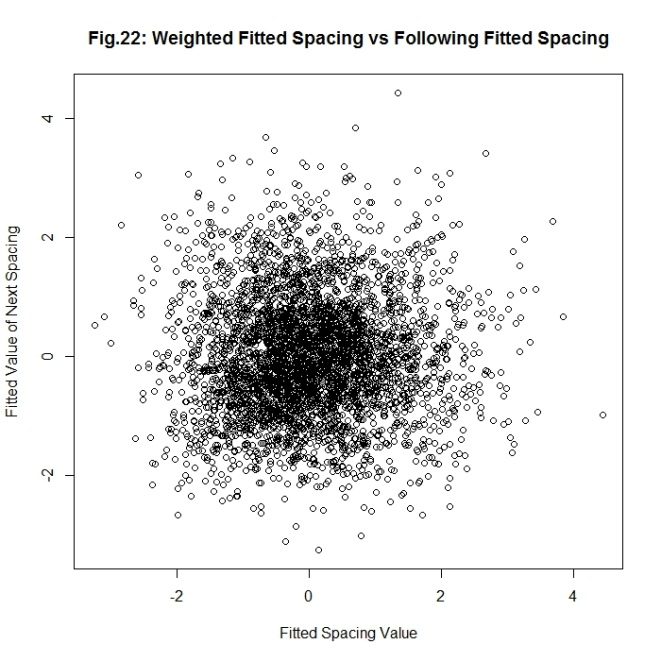 Fig.22: Weighted Fitted Spacing vs Following Fitted Spacing
4
2
0
-2
Fitted Value of Next Spacing
-2 0 2 4
Fitted Spacing Value